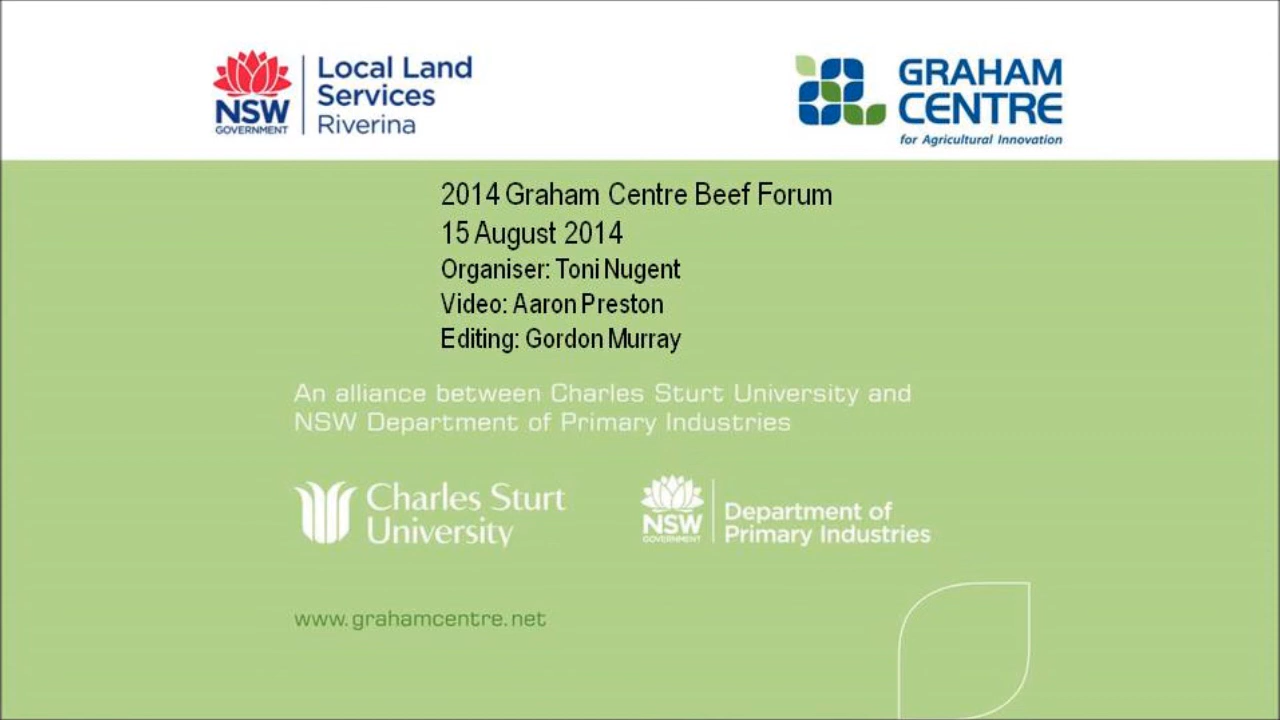 Local Land
Services
Riverina
NSW
GOVERNMENT
GRAHAM
CENTRE
for Agricultural Innovation
2014 Graham Centre Beef Forum
15 August 2014
Organiser: Toni Nugent
Video: Aaron Preston
Editing: Gordon Murray
An alliance between Charles Sturt University and
NSW Department of Primary Industries
Charles Sturt
University
NSW
GOVERNMENT
Department of
Primary Industries
www.grahamcentre.net